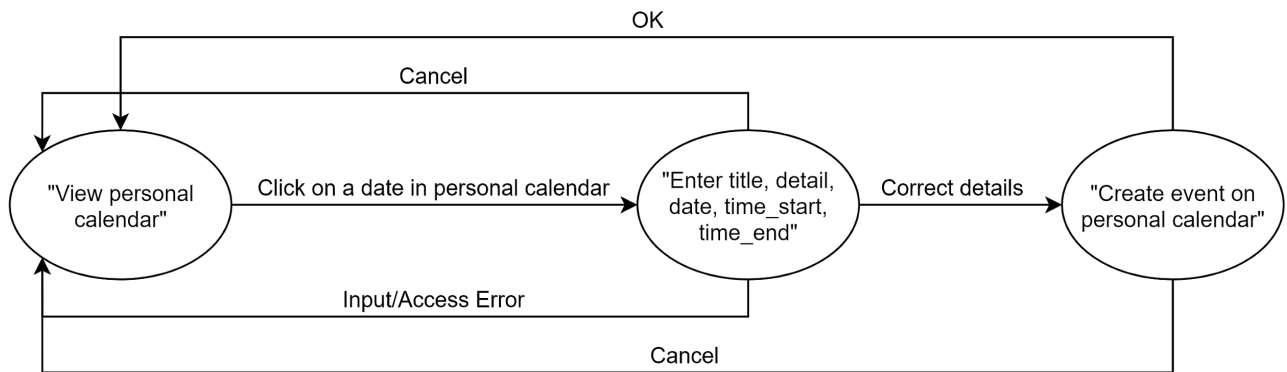 OK
Cancel
"View personal
calendar"
Click on a date in personal calendar
"Enter title, detail,
date, time_start,
time_end"
Correct details
"Create event on
personal calendar"
Input/Access Error
Cancel